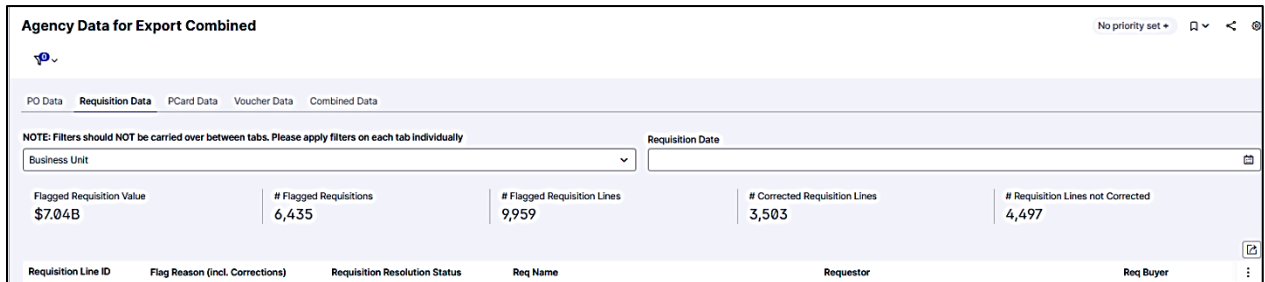 Agency Data for Export Combined
No priority set +
0
PO Data Requisition Data PCard Data Voucher Data Combined Data
NOTE: Filters should NOT be carried over between tabs. Please apply filters on each tab individually
Requisition Date
Business Unit
Flagged Requisition Value # Flagged Requisitions # Flagged Requisition Lines # Corrected Requisition Lines # Requisition Lines not Corrected
$7.04B 6,435 9,959 3,503 4,497
Requisition Line ID Flag Reason (incl. Corrections) Requisition Resolution Status Req Name Requestor Req Buyer